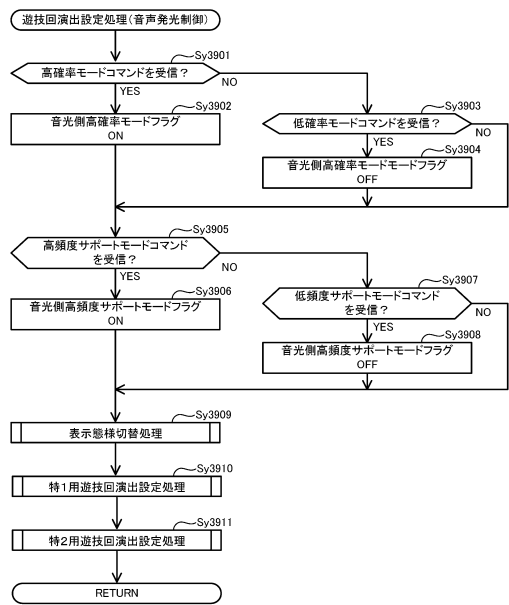 遊技回演出設定処理(音声発光制御)
Sy3901
高確率モードコマンドを受信？
NO
YES
Sy3902
音光側高確率モードフラグ
ON
Sy3903
低確率モードコマンドを受信？
NO
YES
Sy3904
音光側高確率モードモードフラグ
OFF
Sy3905
高頻度サポートモードコマンド
を受信？
NO
YES
Sy3906
音光側高頻度サポートモードフラグ
ON
Sy3907
低頻度サポートモードコマンド
を受信？
NO
YES
Sy3908
音光側高頻度サポートモードフラグ
OFF
Sy3909
表示態様切替処理
Sy3910
特１用遊技回演出設定処理
Sy3911
特２用遊技回演出設定処理
RETURN